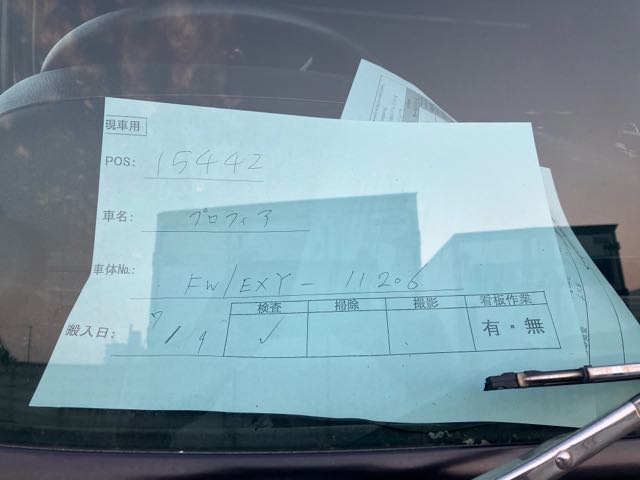 現車用
POS: 15442
車名: プロフィア
車体No.: FW/EXY-11206
搬入日: 7/9
検査 掃除 撮影 看板作業
✓ 有・無